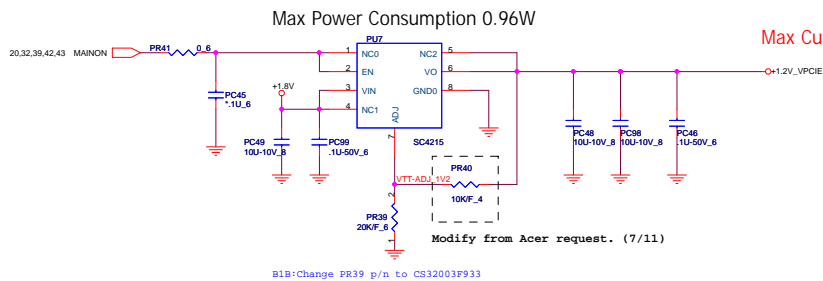 Max Power Consumption 0.96W
Max Cu
PU7
20,32,39,42,43 MAINON
PR41
0_6
1
NC0
NC2
5
2
EN
VO
6
3
VIN
GND0
8
4
NC1
ADJ
7
SC4215
PC45
*.1U_6
+1.8V
PC49
10U-10V_8
PC99
.1U-50V_6
+1.2V_VPCIE
PC48
10U-10V_8
PC98
10U-10V_8
PC46
.1U-50V_6
VTT-ADJ_1V2
PR40
10K/F_4
2
PR39
20K/F_6
1
Modify from Acer request. (7/11)
B1B:Change PR39 p/n to CS32003F933